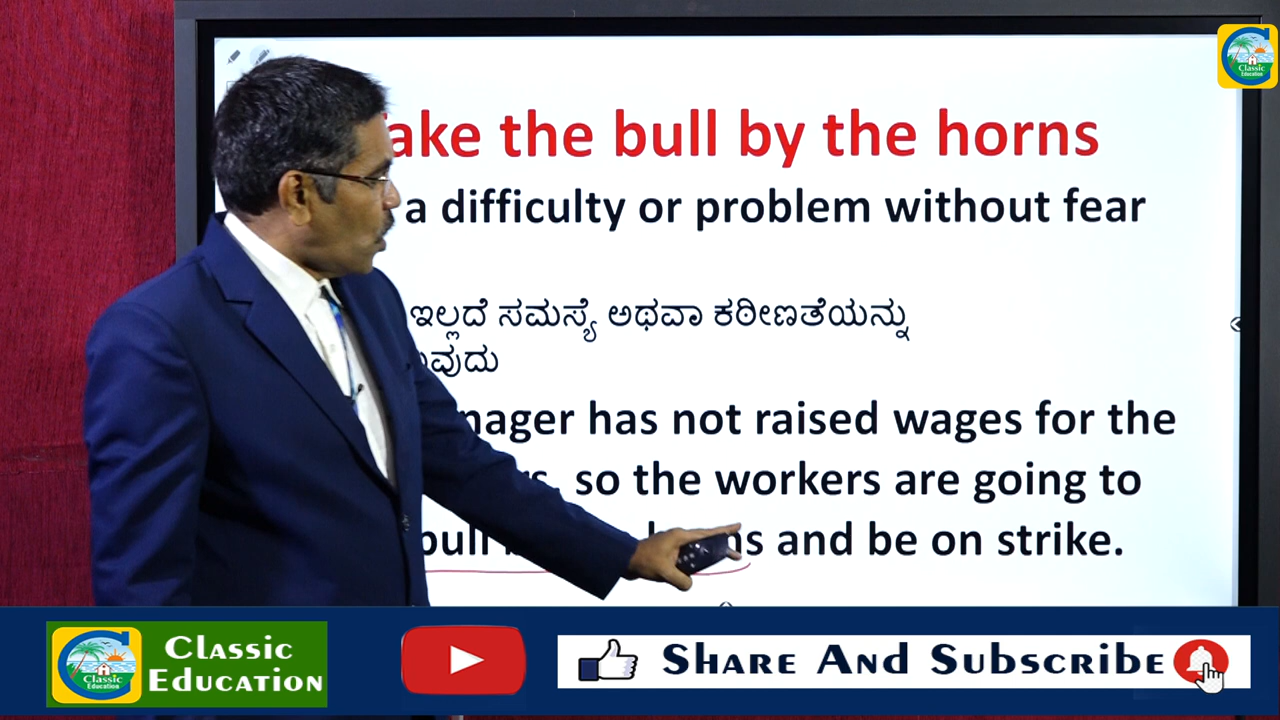 ake the bull by the horns
a difficulty or problem without fear
ಇಲ್ಲದೆ ಸಮಸ್ಯೆ ಅಥವಾ ಕಠೀಣತೆಯನ್ನು
ವುದು
nager has not raised wages for the
so the workers are going to
bull and be on strike.
Classic
Education
Classic
Education
Classic
Education
Share And Subscribe